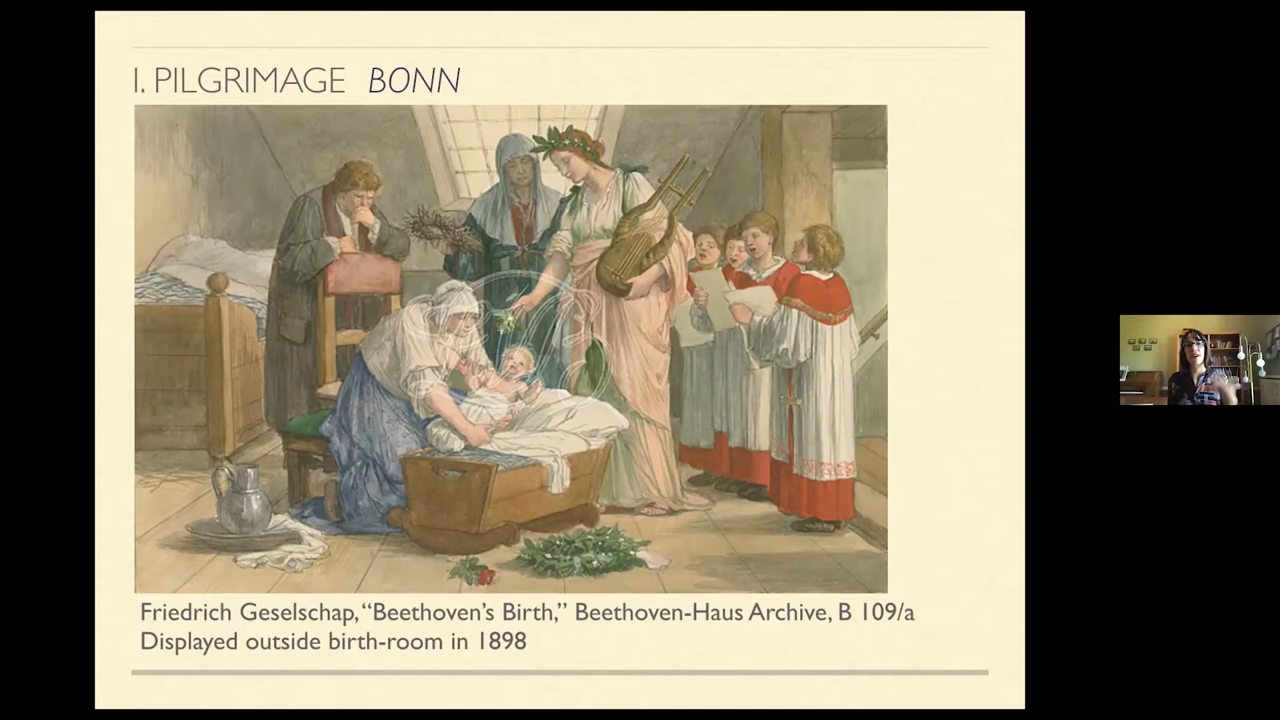 I. PILGRIMAGE BONN
Friedrich Geselschap, “Beethoven’s Birth,” Beethoven-Haus Archive, B 109/a
Displayed outside birth-room in 1898